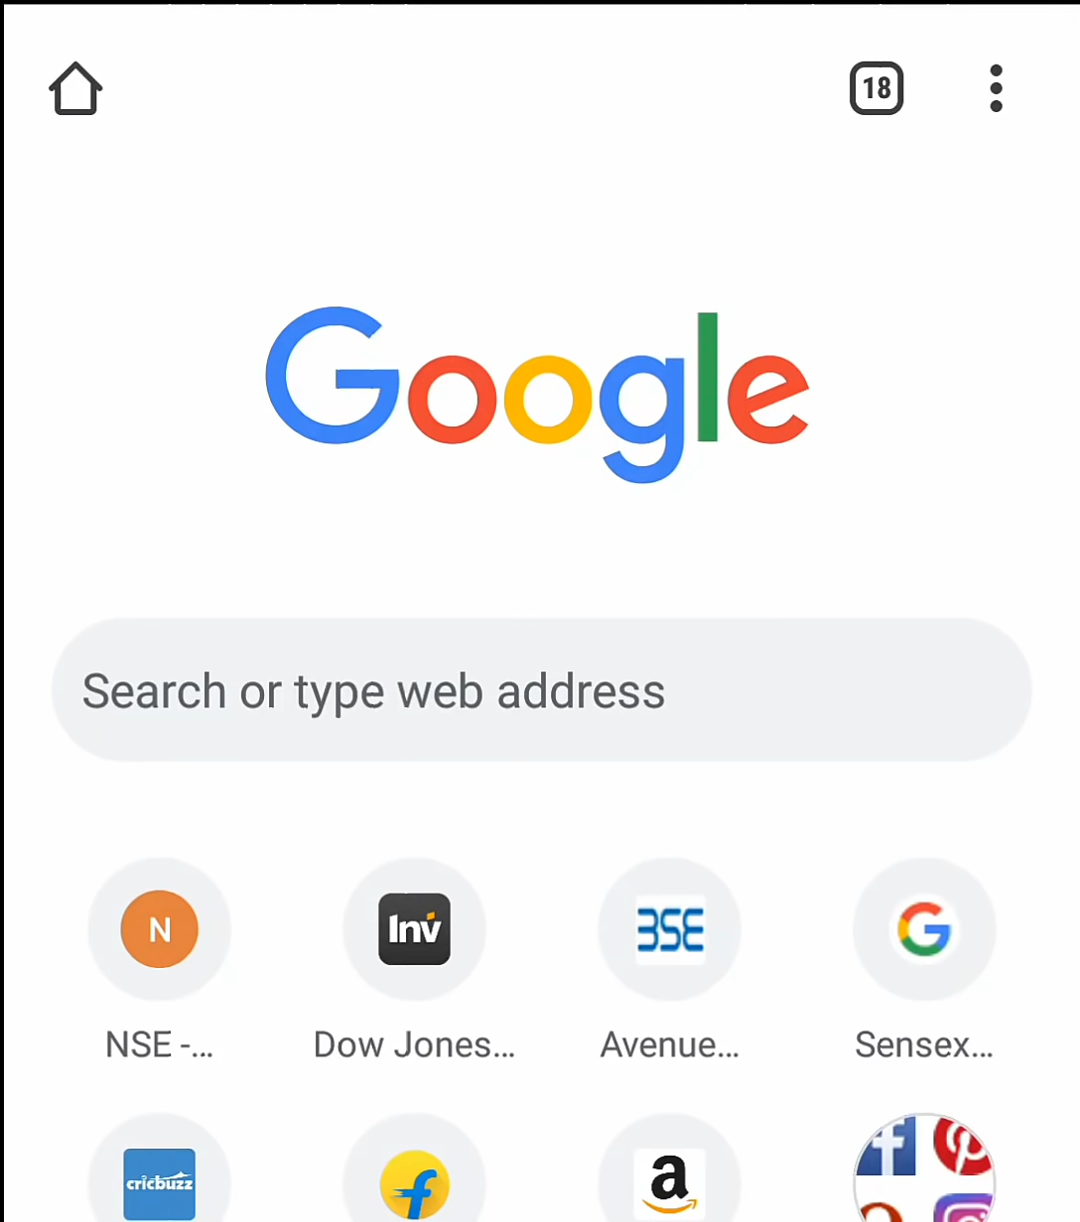 18
Google
Search or type web address
N
Inv
BSE
G
NSE -...
Dow Jones...
Avenue...
Sensex...
cricbuzz
f
a
f